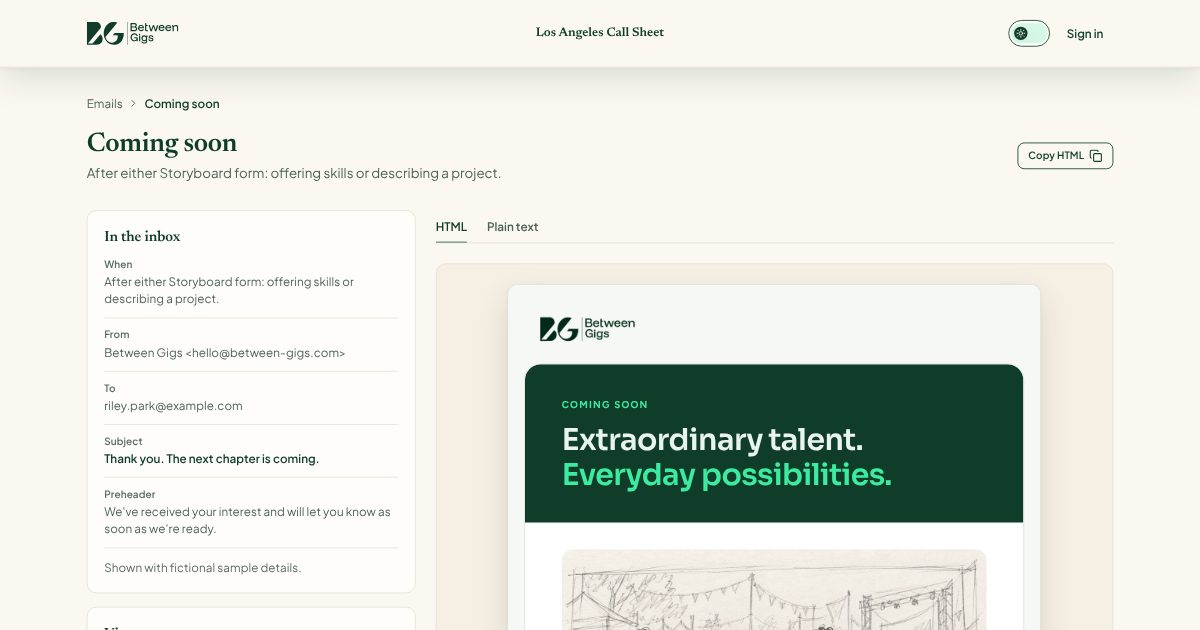 Between
Gigs
Los Angeles Call Sheet
Sign in
Emails
Coming soon
Coming soon
After either Storyboard form: offering skills or describing a project.
Copy HTML
In the inbox
When
After either Storyboard form: offering skills or
describing a project.
From
Between Gigs <hello@between-gigs.com>
To
riley.park@example.com
Subject
Thank you. The next chapter is coming.
Preheader
We've received your interest and will let you know as
soon as we're ready.
Shown with fictional sample details.
HTML
Plain text
BG
Between
Gigs
COMING SOON
Extraordinary talent.
Everyday possibilities.